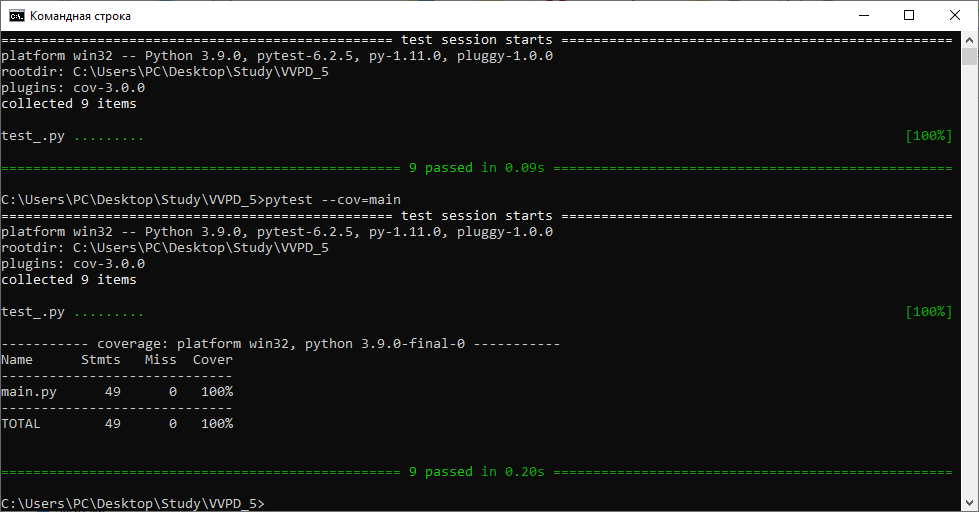 Командная строка
================================================= test session starts =================================================
platform win32 -- Python 3.9.0, pytest-6.2.5, py-1.11.0, pluggy-1.0.0
rootdir: C:\Users\PC\Desktop\Study\VVPD_5
plugins: cov-3.0.0
collected 9 items
test_.py ......... [100%]
================================================== 9 passed in 0.09s ==================================================
C:\Users\PC\Desktop\Study\VVPD_5>pytest --cov=main
================================================= test session starts =================================================
platform win32 -- Python 3.9.0, pytest-6.2.5, py-1.11.0, pluggy-1.0.0
rootdir: C:\Users\PC\Desktop\Study\VVPD_5
plugins: cov-3.0.0
collected 9 items
test_.py ......... [100%]
----------- coverage: platform win32, python 3.9.0-final-0 -----------
Name      Stmts   Miss  Cover
-----------------------------
main.py      49      0   100%
-----------------------------
TOTAL        49      0   100%
================================================== 9 passed in 0.20s ==================================================
C:\Users\PC\Desktop\Study\VVPD_5>